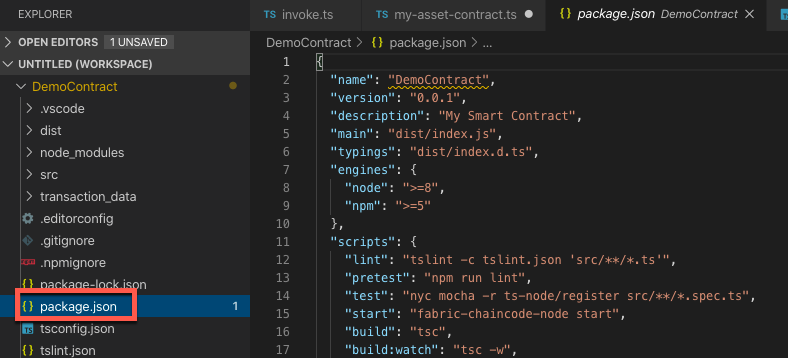 EXPLORER
OPEN EDITORS 1 UNSAVED
UNTITLED (WORKSPACE)
DemoContract
.vscode
dist
node_modules
src
transaction_data
.editorconfig
.gitignore
.npmignore
package-lock.json
package.json 1
tsconfig.json
tslint.json
TS invoke.ts TS my-asset-contract.ts {} package.json DemoContract
DemoContract > {} package.json > ...
1 {
2 "name": "DemoContract",
3 "version": "0.0.1",
4 "description": "My Smart Contract",
5 "main": "dist/index.js",
6 "typings": "dist/index.d.ts",
7 "engines": {
8 "node": ">=8",
9 "npm": ">=5"
10 },
11 "scripts": {
12 "lint": "tslint -c tslint.json 'src/**/*.ts'",
13 "pretest": "npm run lint",
14 "test": "nyc mocha -r ts-node/register src/**/*.spec.ts",
15 "start": "fabric-chaincode-node start",
16 "build": "tsc",
17 "build:watch": "tsc -w",